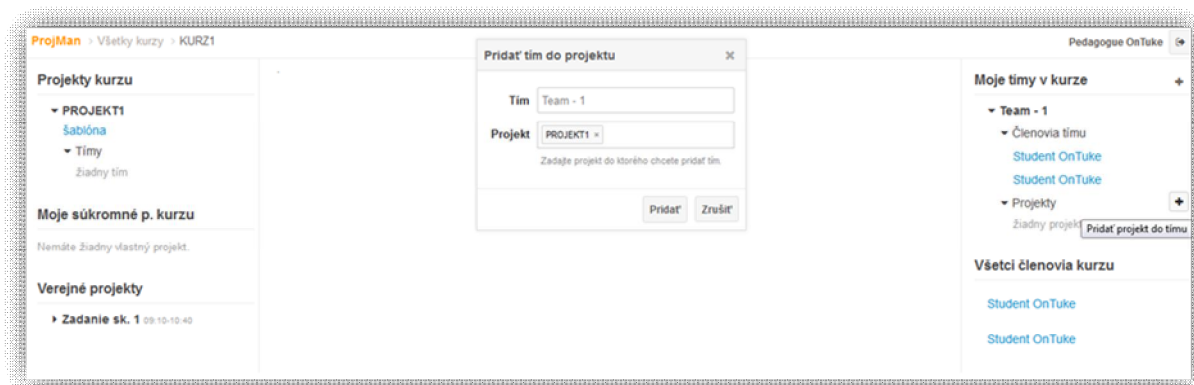 ProjMan > Všetky kurzy > KURZ1
Pedagogue OnTuke
Projekty kurzu
PROJEKT1
šablóna
Tímy
žiadny tím
Moje súkromné p. kurzu
Nemáte žiadny vlastný projekt.
Verejné projekty
Zadanie sk. 1 09:10-10:40
Pridať tím do projektu ×
Tím Team - 1
Projekt PROJEKT1 ×
Zadajte projekt do ktorého chcete pridať tím.
Pridať Zrušiť
Moje tímy v kurze +
Team - 1
Členovia tímu
Student OnTuke
Student OnTuke
Projekty +
žiadny projekt
Pridať projekt do tímu
Všetci členovia kurzu
Student OnTuke
Student OnTuke